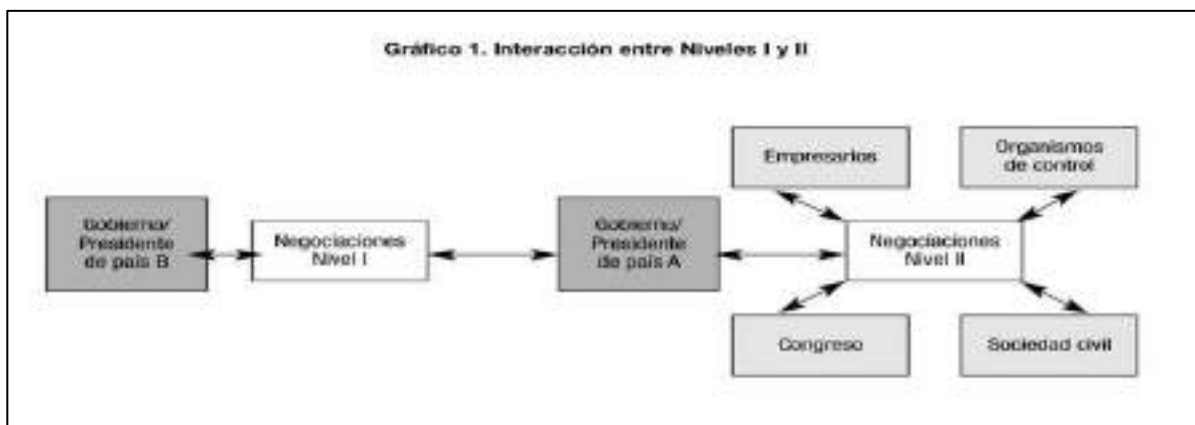 Gráfico 1. Interacción entre Niveles I y II
Empresarios
Organismos
de control
Gobierno/
Presidente
de país B
Negociaciones
Nivel I
Gobierno/
Presidente
de país A
Negociaciones
Nivel II
Congreso
Sociedad civil